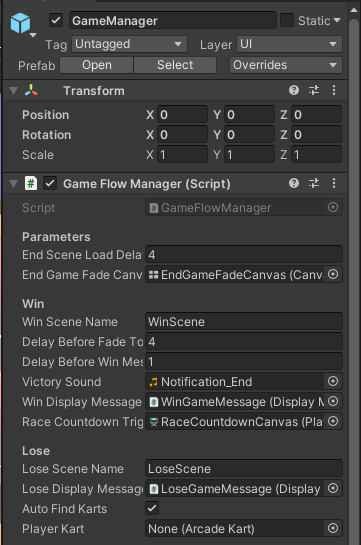 GameManager Static
Tag Untagged Layer UI
Prefab Open Select Overrides
Transform
Position X 0 Y 0 Z 0
Rotation X 0 Y 0 Z 0
Scale X 1 Y 1 Z 1
# Game Flow Manager (Script)
Script # GameFlowManager
Parameters
End Scene Load Dela 4
End Game Fade Canv EndGameFadeCanvas (Canv
Win
Win Scene Name WinScene
Delay Before Fade To 4
Delay Before Win Mes 1
Victory Sound Notification_End
Win Display Message # WinGameMessage (Display M
Race Countdown Trig RaceCountdownCanvas (Pla
Lose
Lose Scene Name LoseScene
Lose Display Message # LoseGameMessage (Display
Auto Find Karts
Player Kart None (Arcade Kart)